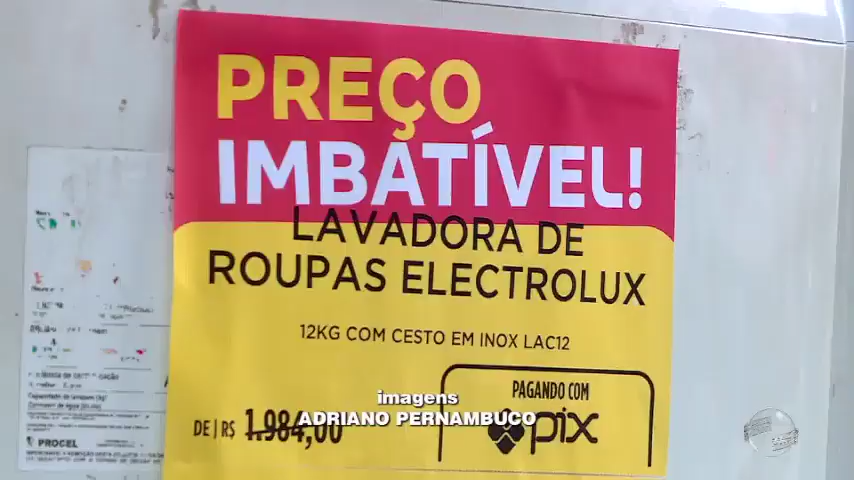 PREÇO
IMBATÍVEL!
LAVADORA DE
ROUPAS ELECTROLUX
12KG COM CESTO EM INOX LAC12
PAGANDO COM
pix
DE | R$ 1.984,00
imagens
ADRIANO PERNAMBUCO
PROCEL